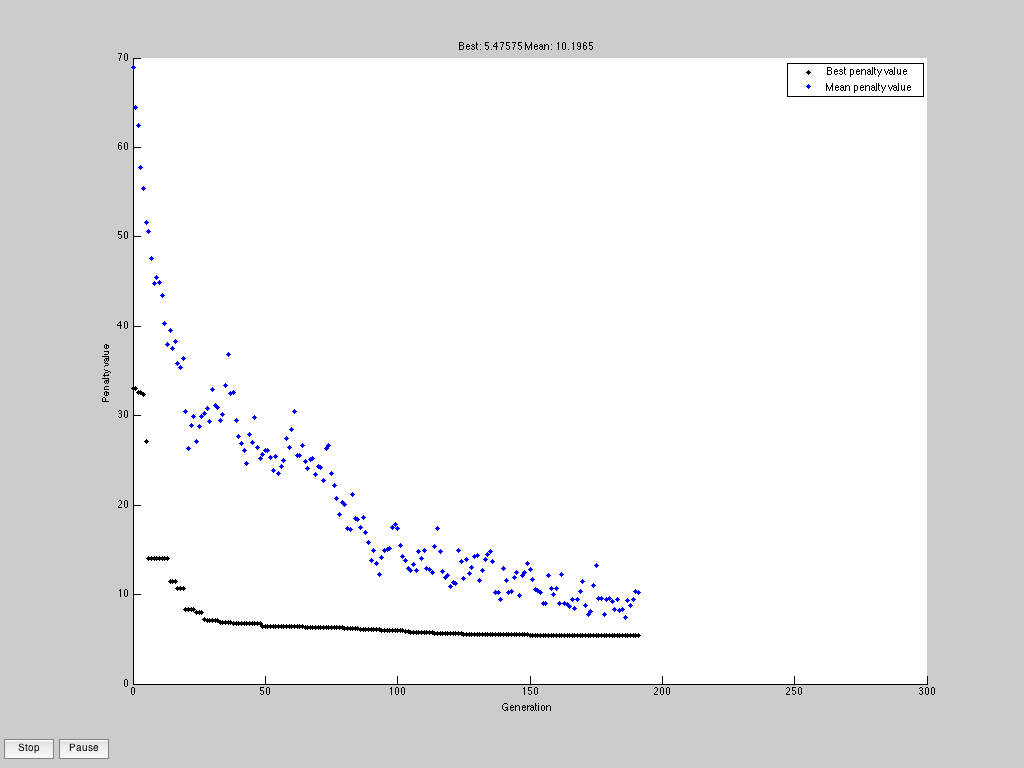 Best: 5.47575 Mean: 10.1965
70
60
50
40
30
20
10
0
Penalty value
Best penalty value
Mean penalty value
0 50 100 150 200 250 300
Generation
Stop Pause